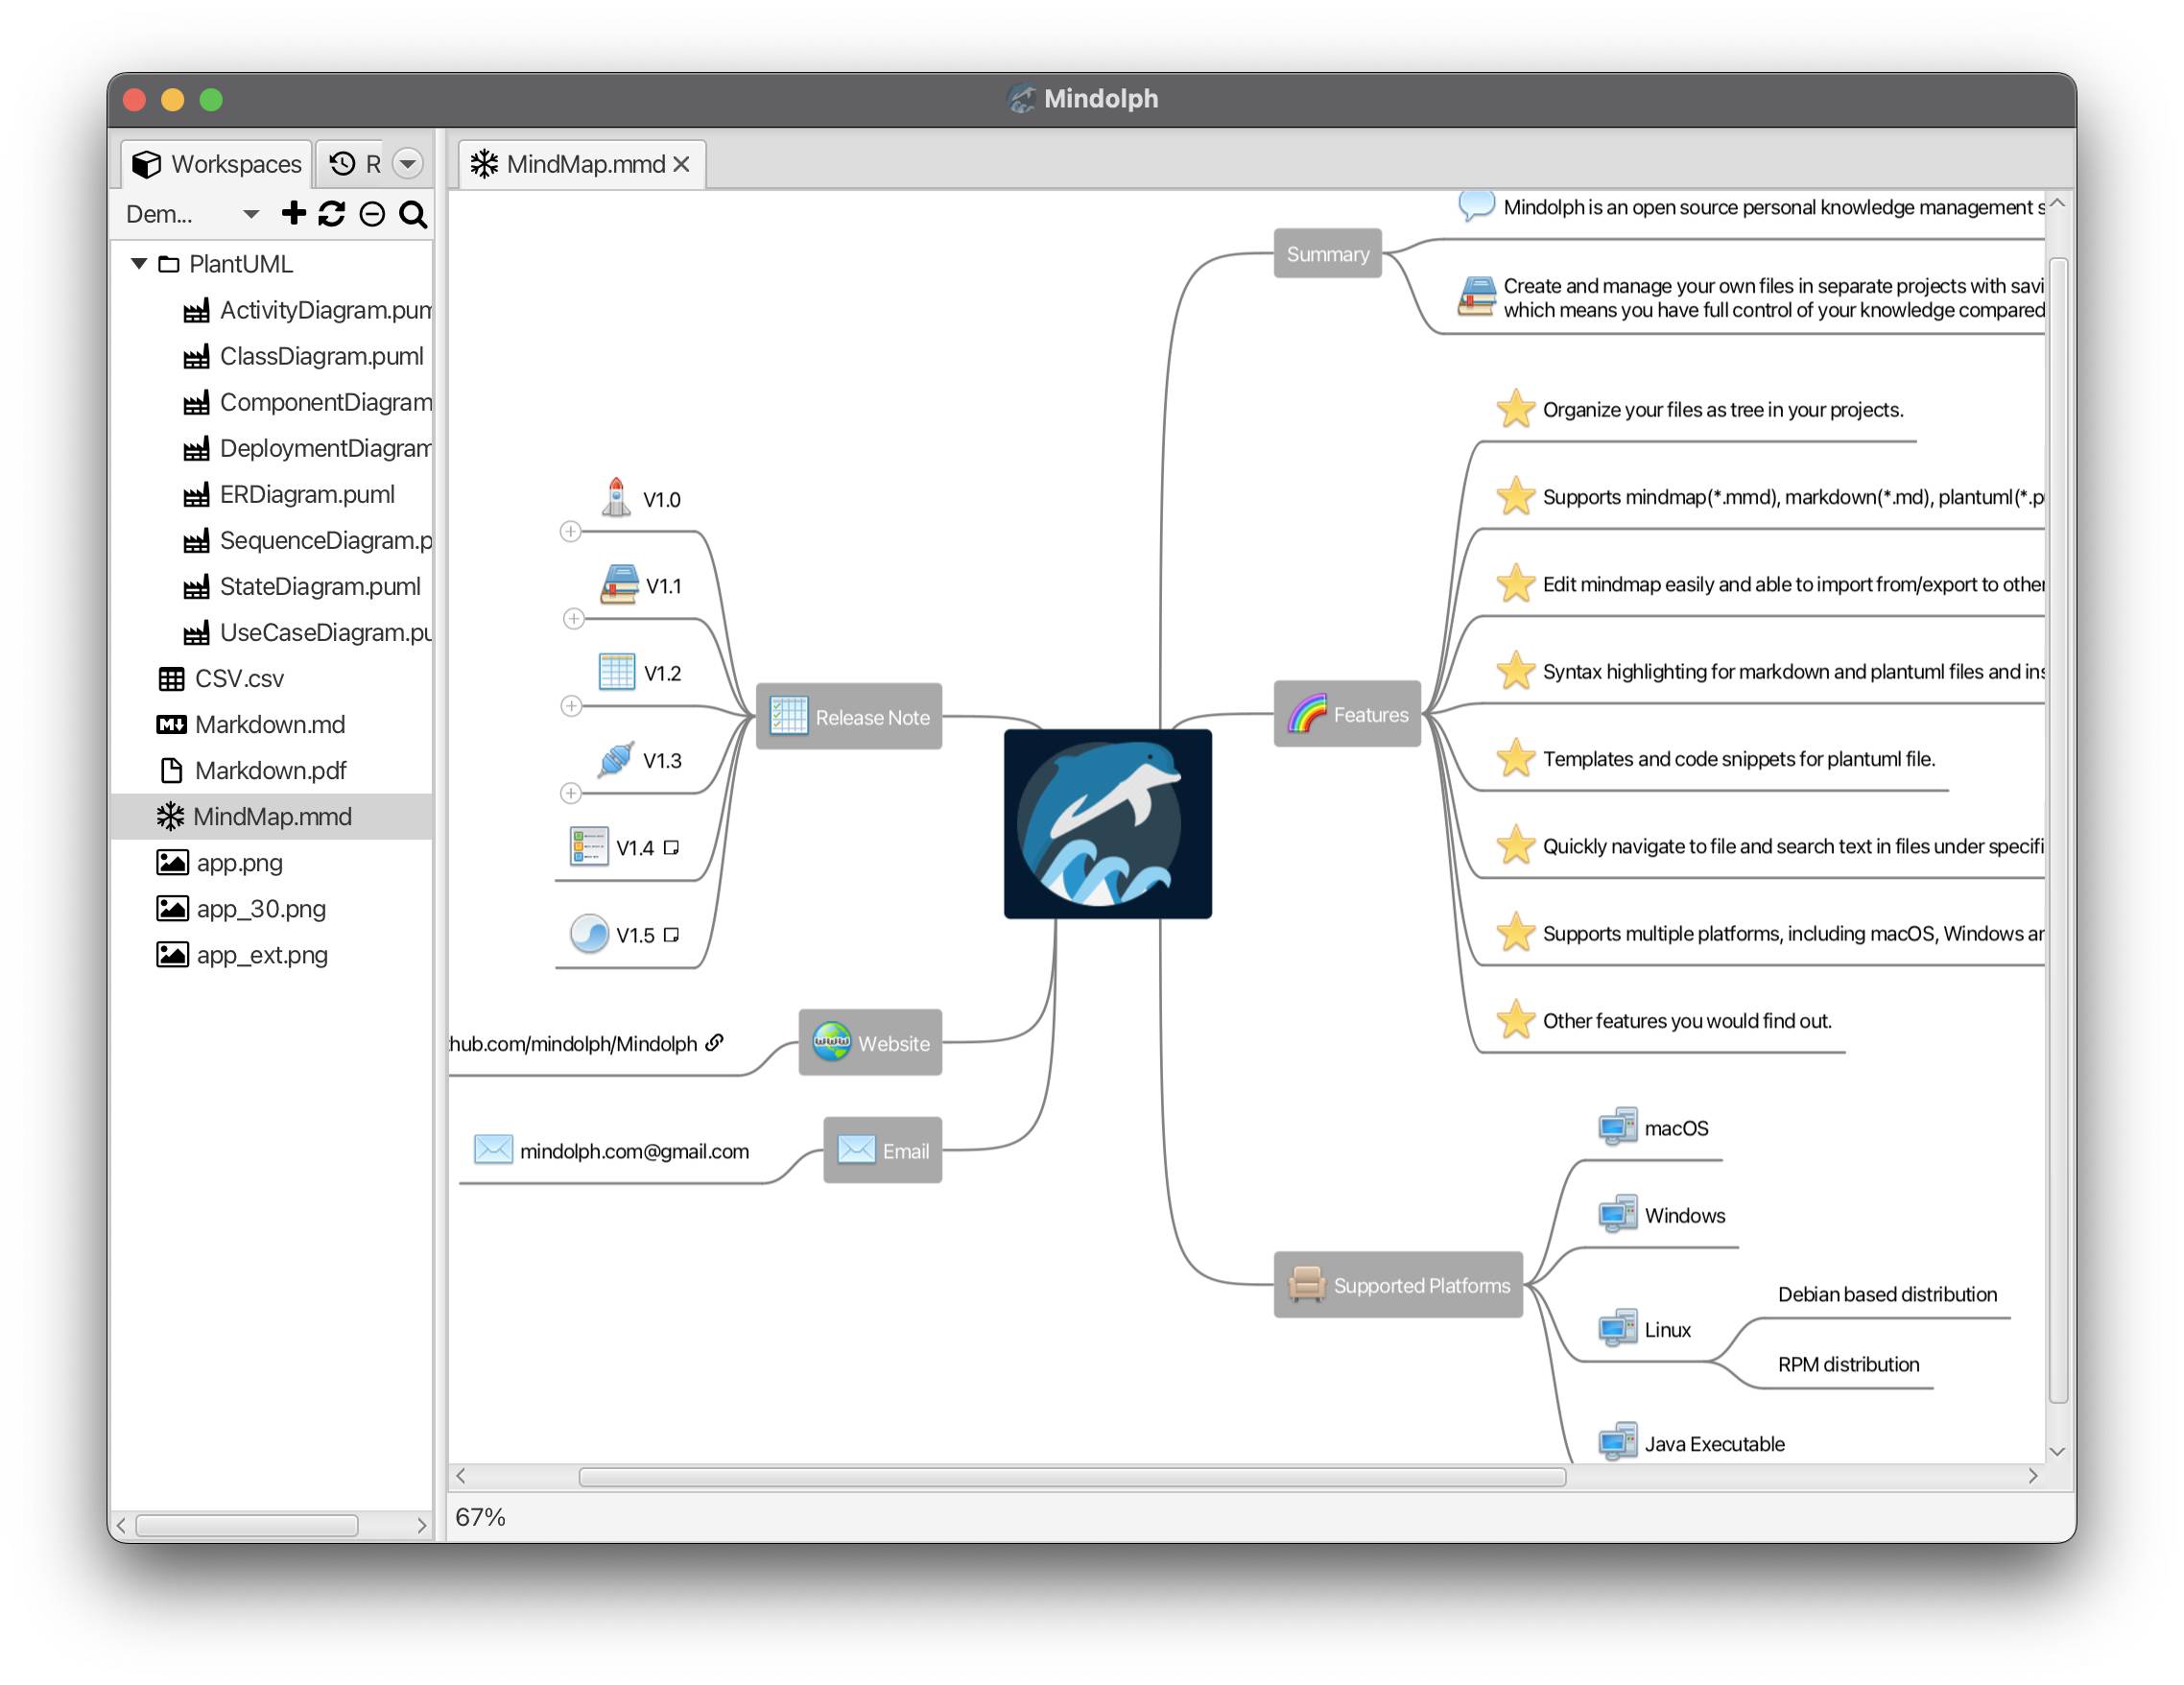 Mindolph
Workspaces
R
Dem...
PlantUML
ActivityDiagram.pum
ClassDiagram.puml
ComponentDiagram
DeploymentDiagram
ERDiagram.puml
SequenceDiagram.p
StateDiagram.puml
UseCaseDiagram.pu
CSV.csv
Markdown.md
Markdown.pdf
MindMap.mmd
app.png
app_30.png
app_ext.png
MindMap.mmd
Summary
Mindolph is an open source personal knowledge management s
Create and manage your own files in separate projects with savi
which means you have full control of your knowledge compared
V1.0
V1.1
V1.2
V1.3
V1.4
V1.5
Release Note
Features
Organize your files as tree in your projects.
Supports mindmap(*.mmd), markdown(*.md), plantuml(*.p
Edit mindmap easily and able to import from/export to other
Syntax highlighting for markdown and plantuml files and ins
Templates and code snippets for plantuml file.
Quickly navigate to file and search text in files under specifi
Supports multiple platforms, including macOS, Windows an
Other features you would find out.
hub.com/mindolph/Mindolph
www
Website
mindolph.com@gmail.com
Email
Supported Platforms
macOS
Windows
Linux
Debian based distribution
RPM distribution
Java Executable
67%